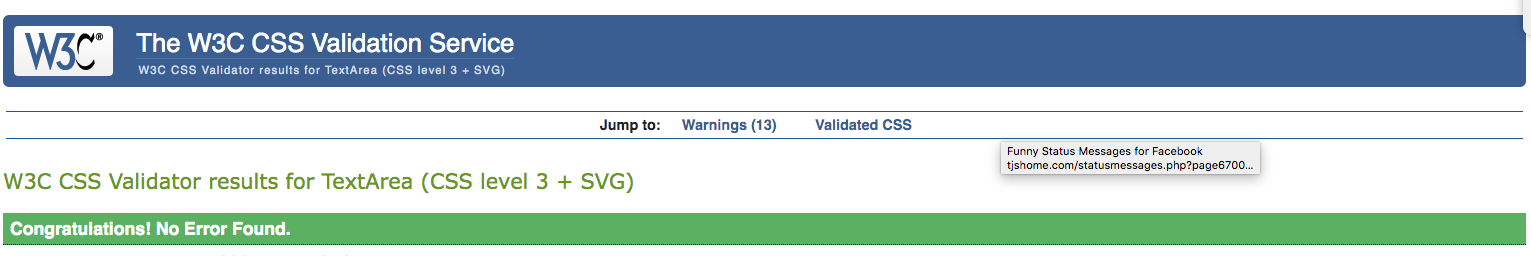 W3C®
The W3C CSS Validation Service
W3C CSS Validator results for TextArea (CSS level 3 + SVG)
Jump to: Warnings (13) Validated CSS
Funny Status Messages for Facebook
tjshome.com/statusmessages.php?page6700...
W3C CSS Validator results for TextArea (CSS level 3 + SVG)
Congratulations! No Error Found.